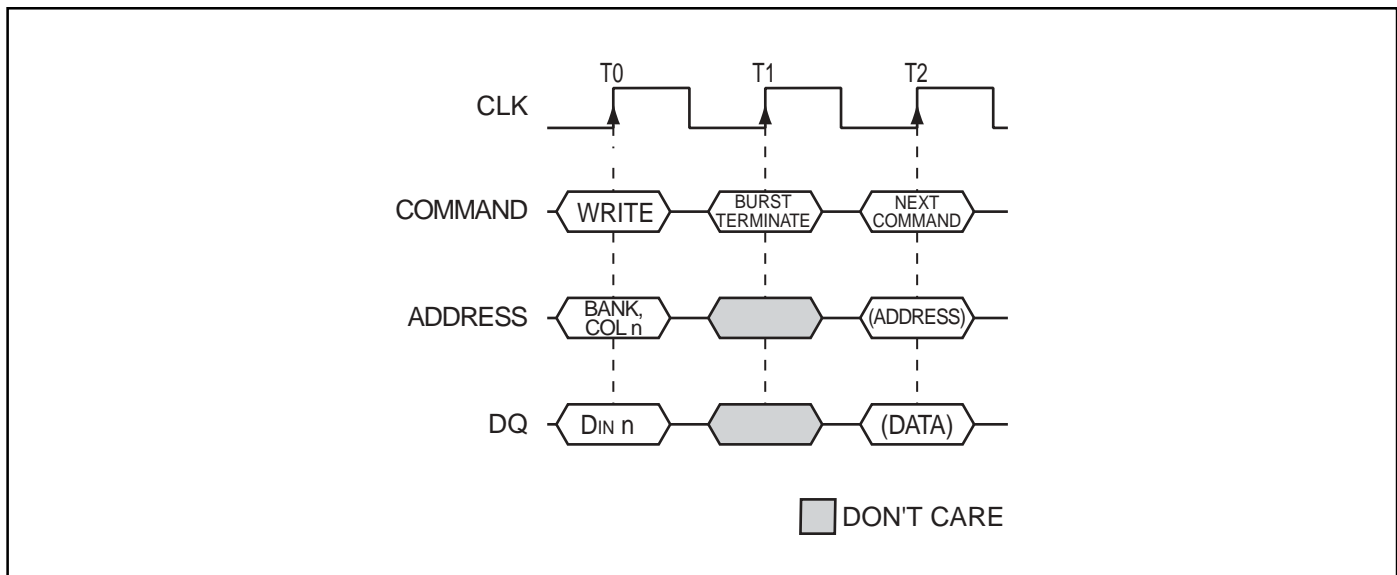 T0 T1 T2
CLK
COMMAND WRITE BURST TERMINATE NEXT COMMAND
ADDRESS BANK, COL n (ADDRESS)
DQ DIN n (DATA)
DON'T CARE